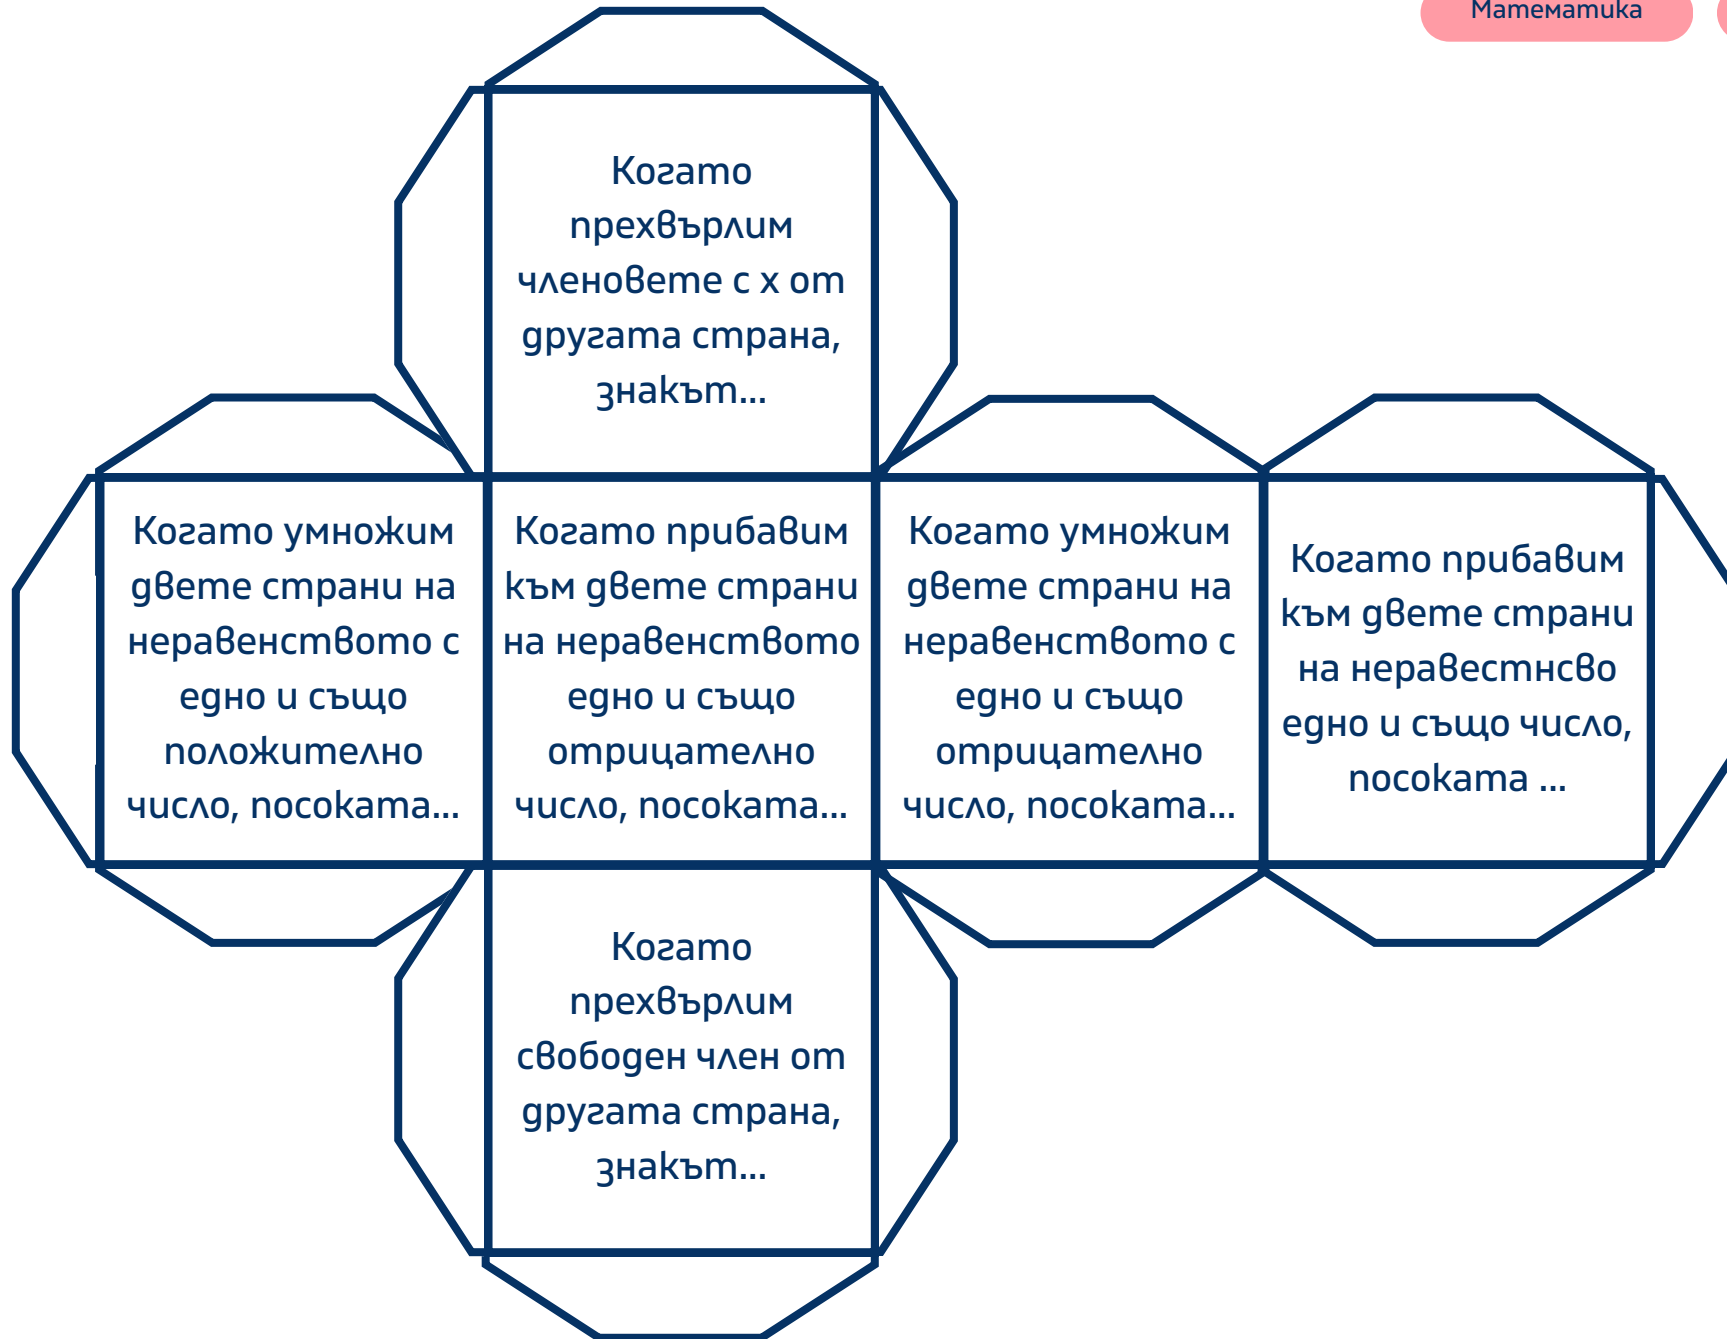 Математика
Когато
прехвърлим
членовете с х от
другата страна,
знакът...
Когато умножим
двете страни на
неравенството с
едно и също
положително
число, посоката...
Когато прибавим
към двете страни
на неравенството
едно и също
отрицателно
число, посоката...
Когато умножим
двете страни на
неравенството с
едно и също
отрицателно
число, посоката...
Когато прибавим
към двете страни
на неравестнсво
едно и също число,
посоката ...
Когато
прехвърлим
свободен член от
другата страна,
знакът...